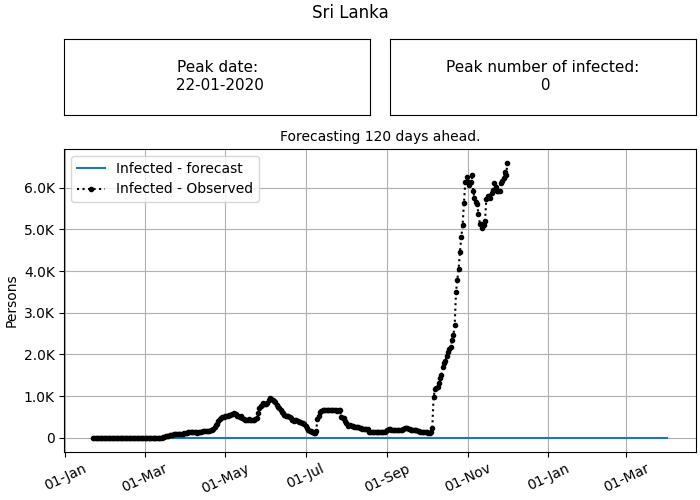 Sri Lanka
Peak date:
22-01-2020
Peak number of infected:
0
Forecasting 120 days ahead.
Infected - forecast
Infected - Observed
Persons
6.0K
5.0K
4.0K
3.0K
2.0K
1.0K
0
01-Jan
01-Mar
01-May
01-Jul
01-Sep
01-Nov
01-Jan
01-Mar